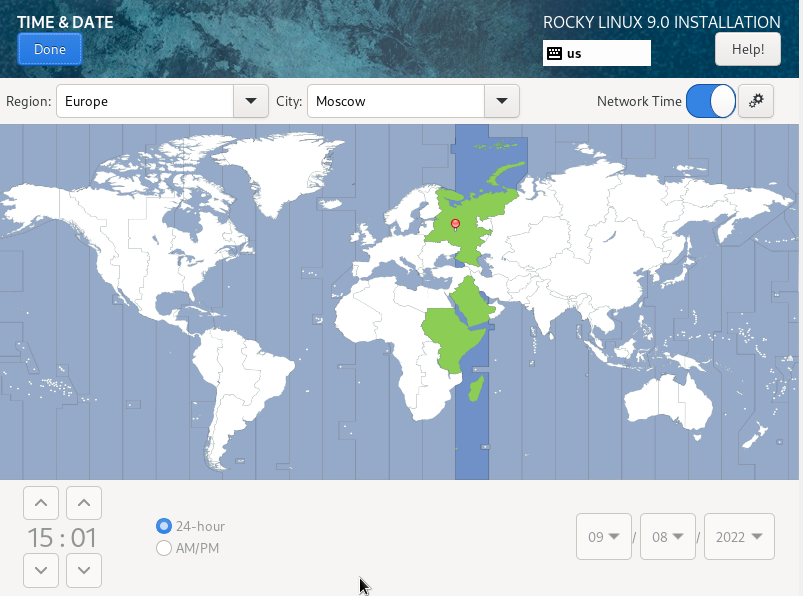 TIME & DATE
ROCKY LINUX 9.0 INSTALLATION
Done
us
Help!
Region: Europe City: Moscow Network Time
15 : 01
24-hour
AM/PM
09 / 08 / 2022